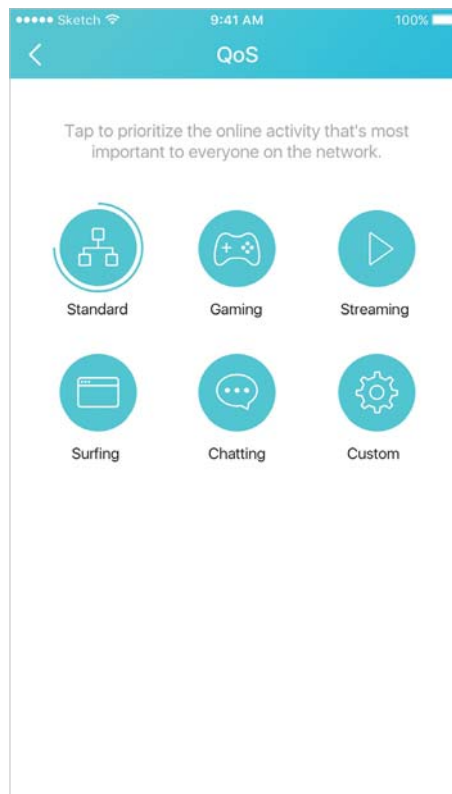 Sketch 9:41 AM 100%
QoS
Tap to prioritize the online activity that's most
important to everyone on the network.
Standard Gaming Streaming
Surfing Chatting Custom